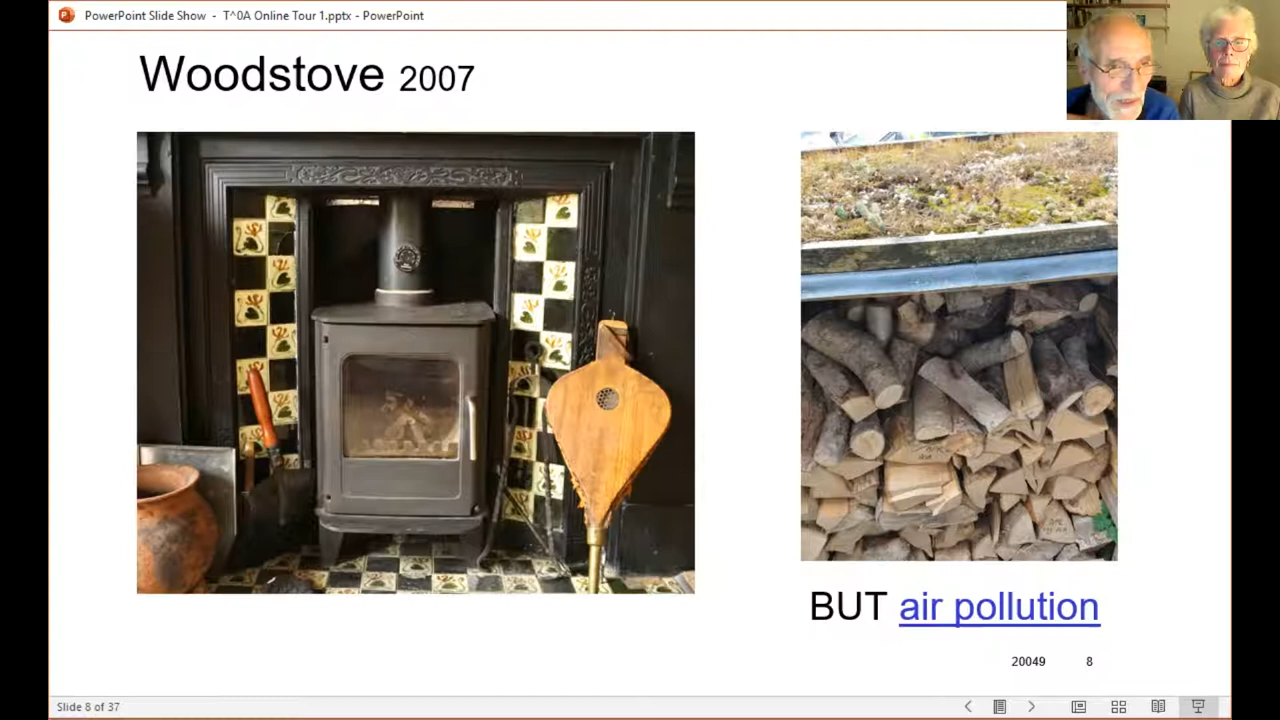 PowerPoint Slide Show - T^0A Online Tour 1.pptx - PowerPoint
Woodstove 2007
BUT air pollution
20049 8
Slide 8 of 37